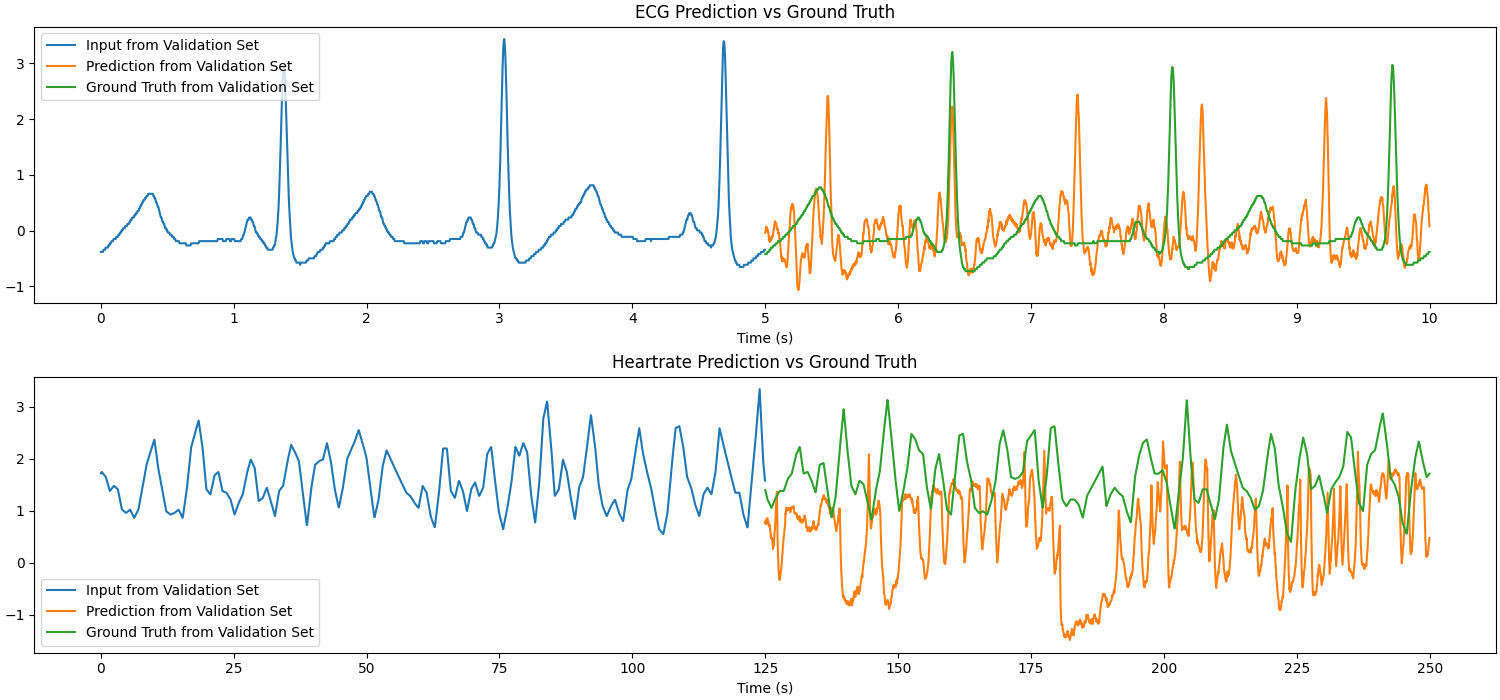 ECG Prediction vs Ground Truth
Input from Validation Set
Prediction from Validation Set
Ground Truth from Validation Set
3
2
1
0
−1
0 1 2 3 4 5 6 7 8 9 10
Time (s)
Heartrate Prediction vs Ground Truth
3
2
1
0
−1
Input from Validation Set
Prediction from Validation Set
Ground Truth from Validation Set
0 25 50 75 100 125 150 175 200 225 250
Time (s)